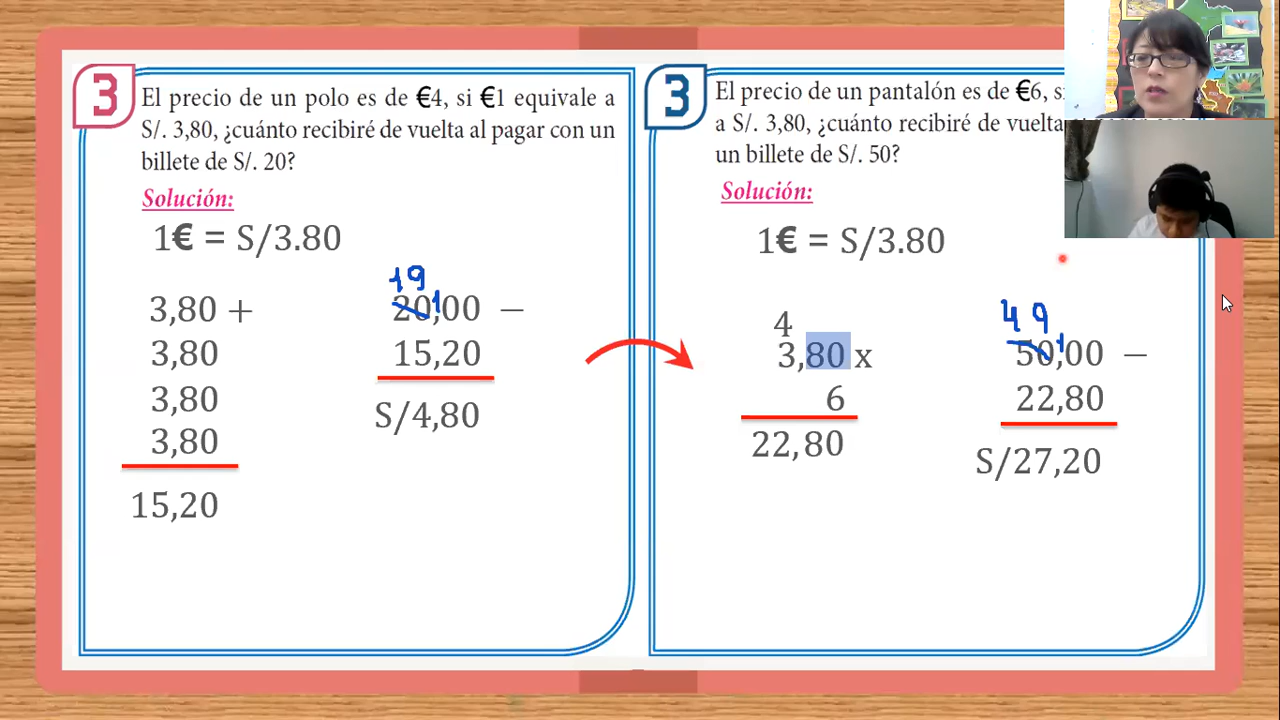 3
El precio de un polo es de €4, si €1 equivale a
S/. 3,80, ¿cuánto recibiré de vuelta al pagar con un
billete de S/. 20?
Solución:
1€ = S/3.80
3,80 +
3,80
3,80
3,80
15,20
19
1
20,00 −
15,20
S/4,80
3
El precio de un pantalón es de €6, si
a S/. 3,80, ¿cuánto recibiré de vuelta
un billete de S/. 50?
Solución:
1€ = S/3.80
4
3,80 x
6
22,80
49
1
50,00 −
22,80
S/27,20